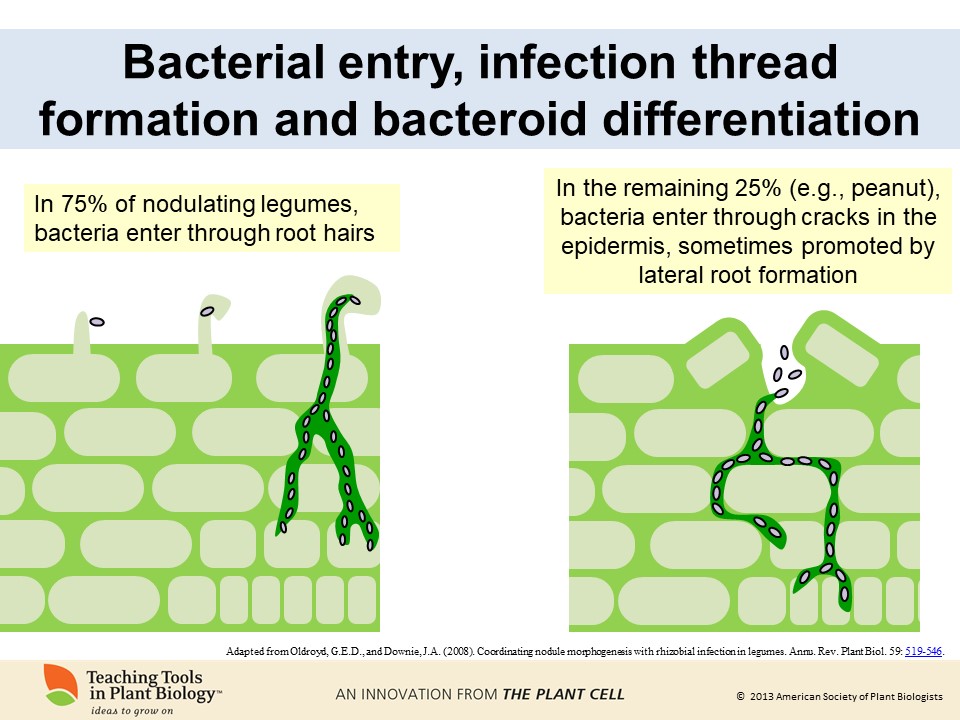 Bacterial entry, infection thread
formation and bacteroid differentiation
In 75% of nodulating legumes,
bacteria enter through root hairs
In the remaining 25% (e.g., peanut),
bacteria enter through cracks in the
epidermis, sometimes promoted by
lateral root formation
Adapted from Oldroyd, G.E.D., and Downie, J.A. (2008). Coordinating nodule morphogenesis with rhizobial infection in legumes. Annu. Rev. Plant Biol. 59: 519-546.
Teaching Tools
in Plant Biology™
ideas to grow on
AN INNOVATION FROM THE PLANT CELL
© 2013 American Society of Plant Biologists